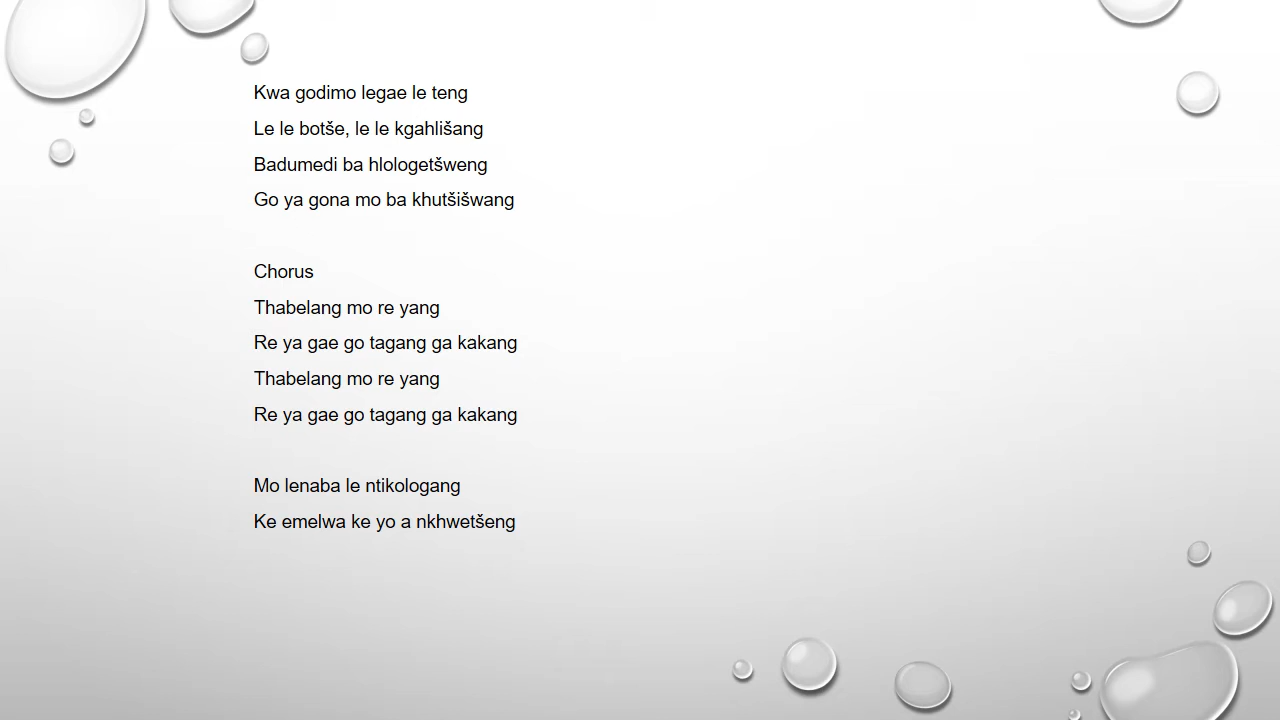 Kwa godimo legae le teng
Le le botše, le le kgahlišang
Badumedi ba hlologetšweng
Go ya gona mo ba khutšišwang
Chorus
Thabelang mo re yang
Re ya gae go tagang ga kakang
Thabelang mo re yang
Re ya gae go tagang ga kakang
Mo lenaba le ntikologang
Ke emelwa ke yo a nkhwetšeng